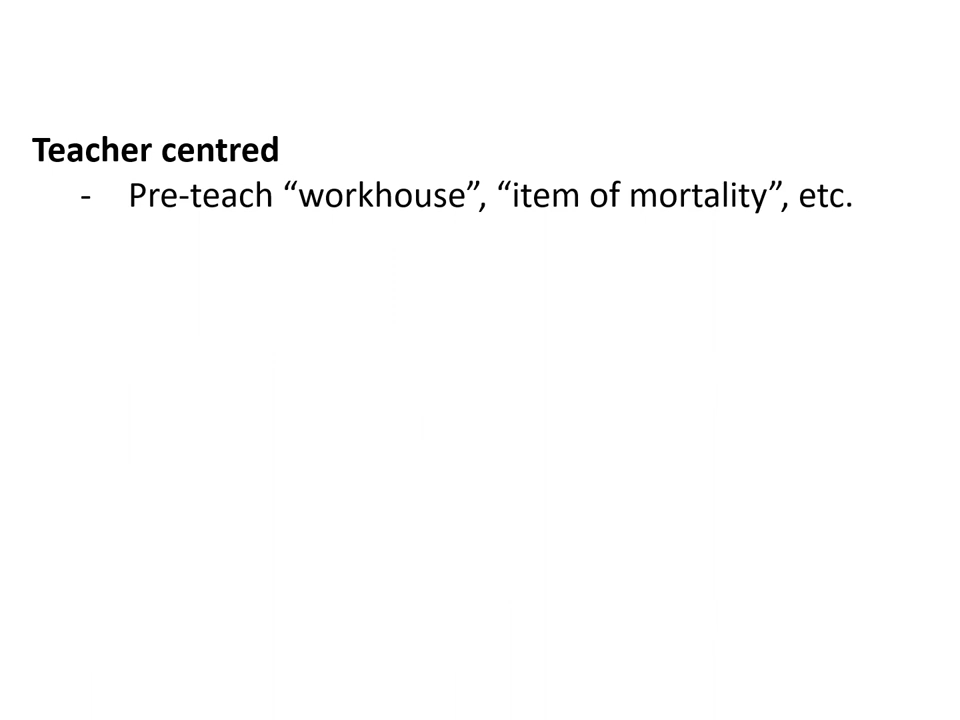 Teacher centred
- Pre-teach “workhouse”, “item of mortality”, etc.